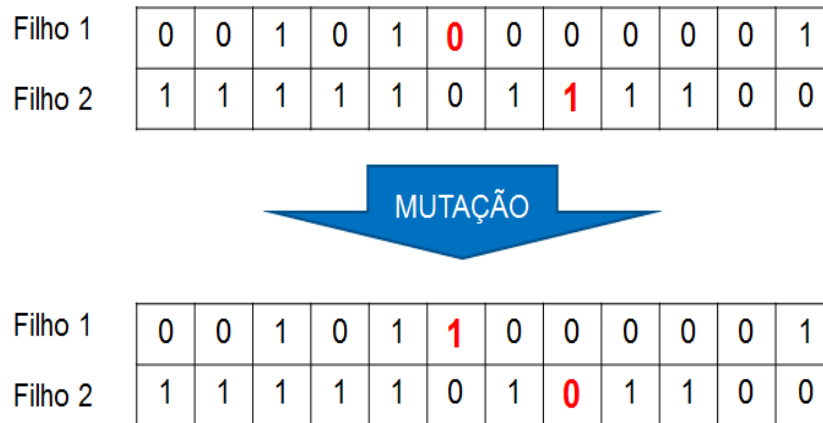 Filho 1 0 0 1 0 1 0 0 0 0 0 0 1
Filho 2 1 1 1 1 1 0 1 1 1 1 0 0
MUTAÇÃO
Filho 1 0 0 1 0 1 1 0 0 0 0 0 1
Filho 2 1 1 1 1 1 0 1 0 1 1 0 0